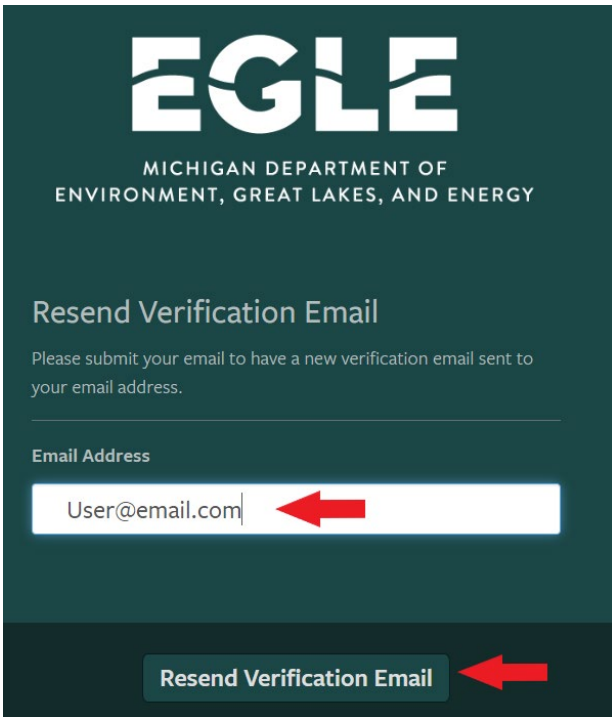 EGLE
MICHIGAN DEPARTMENT OF
ENVIRONMENT, GREAT LAKES, AND ENERGY
Resend Verification Email
Please submit your email to have a new verification email sent to
your email address.
Email Address
User@email.com
Resend Verification Email